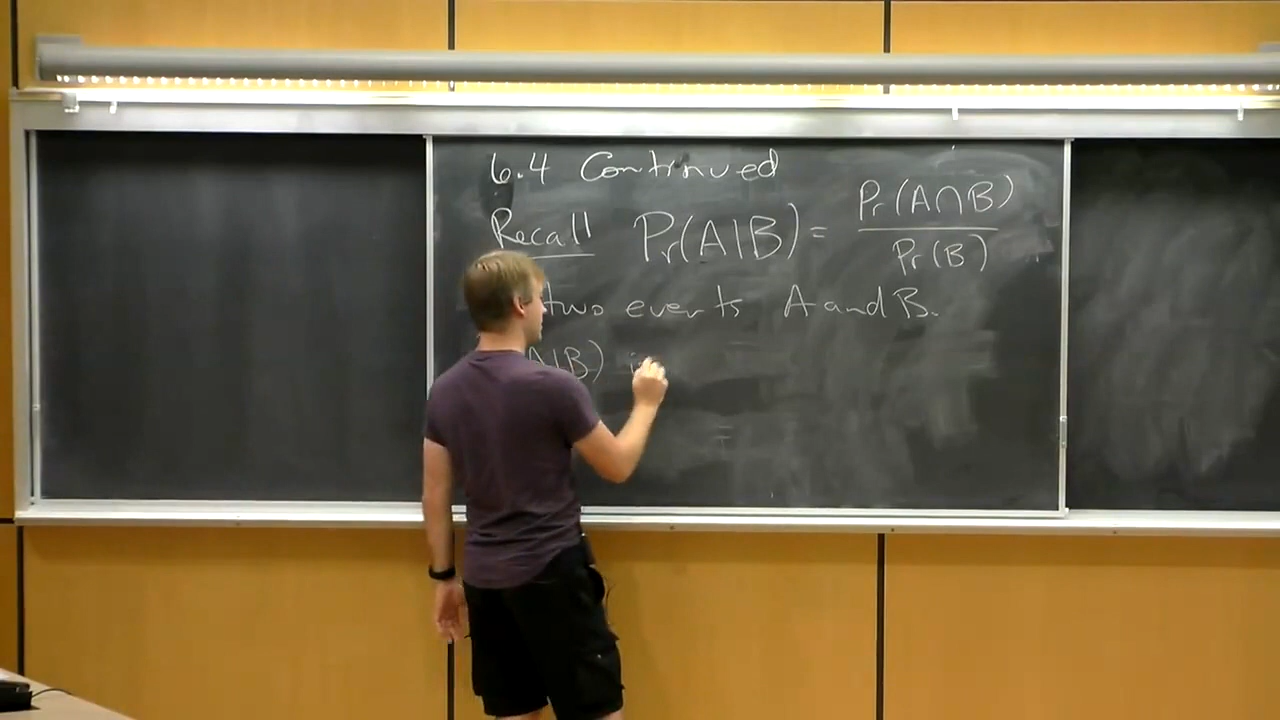 6.4 Continued
Recall Pr(A|B) = Pr(A∩B) / Pr(B)
two events A and B.
A|B) i